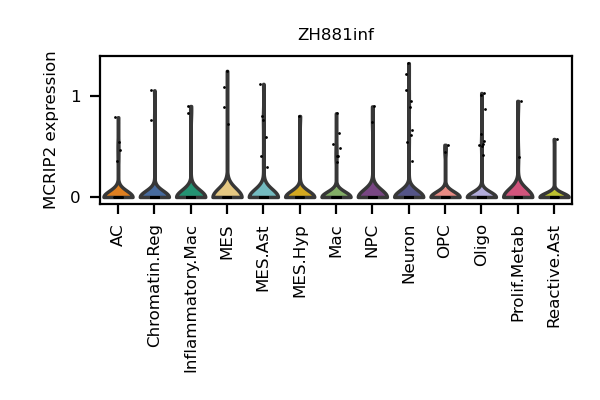 ZH881inf
MCRIP2 expression
1
0
AC
Chromatin.Reg
Inflammatory.Mac
MES
MES.Ast
MES.Hyp
Mac
NPC
Neuron
OPC
Oligo
Prolif.Metab
Reactive.Ast